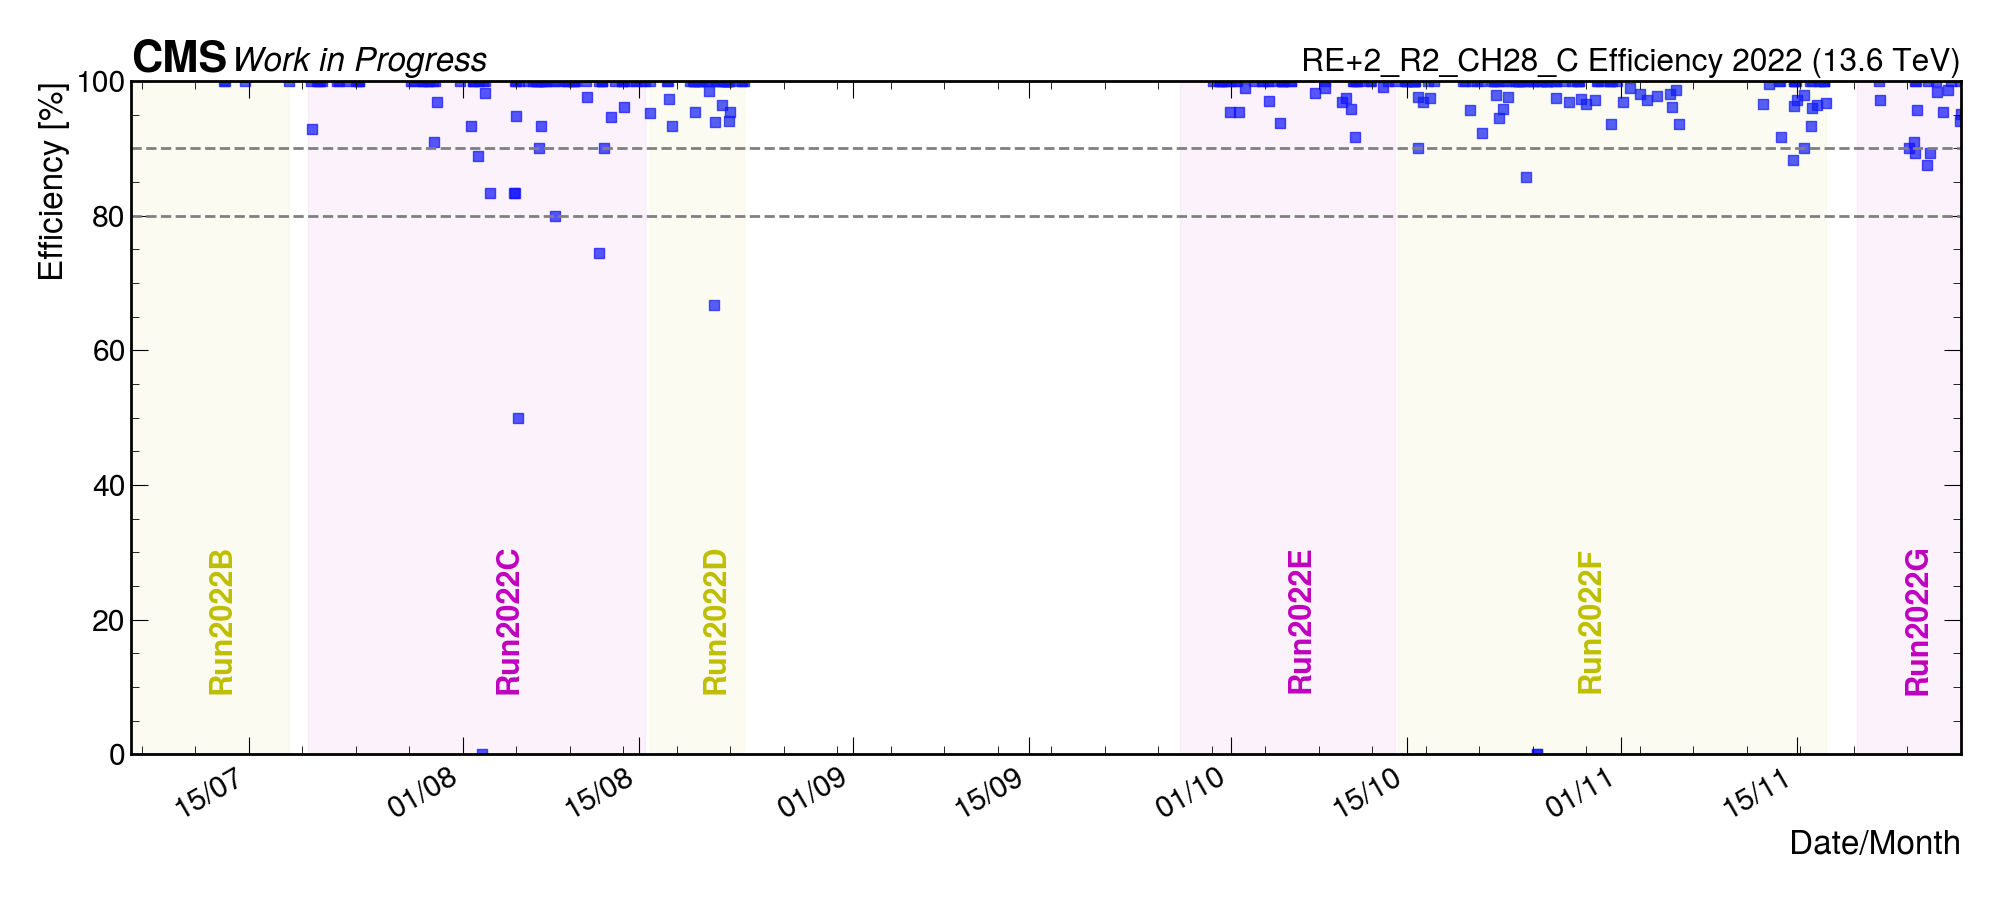 CMS Work in Progress
RE+2_R2_CH28_C Efficiency 2022 (13.6 TeV)
Efficiency [%]
100
80
60
40
20
0
Run2022B
Run2022C
Run2022D
Run2022E
Run2022F
Run2022G
15/07
01/08
15/08
01/09
15/09
01/10
15/10
01/11
15/11
Date/Month